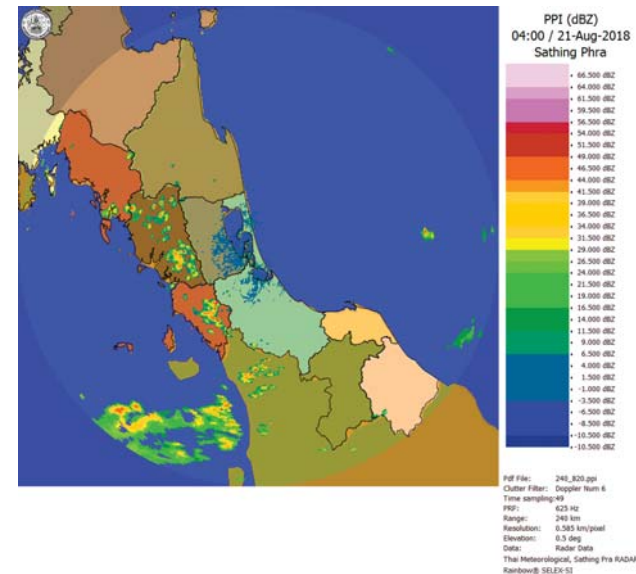 PPI (dBZ)
04:00 / 21-Aug-2018
Sathing Phra
66.500 dBZ
64.000 dBZ
61.500 dBZ
59.500 dBZ
56.500 dBZ
54.000 dBZ
51.500 dBZ
49.000 dBZ
46.500 dBZ
44.000 dBZ
41.500 dBZ
39.000 dBZ
36.500 dBZ
34.000 dBZ
31.500 dBZ
29.000 dBZ
26.500 dBZ
24.000 dBZ
21.500 dBZ
19.000 dBZ
16.500 dBZ
14.000 dBZ
11.500 dBZ
9.000 dBZ
6.500 dBZ
4.000 dBZ
1.500 dBZ
-1.000 dBZ
-3.500 dBZ
-6.500 dBZ
-8.500 dBZ
-10.500 dBZ
-10.500 dBZ
Pdf File: 240_B20.ppi
Clutter Filter: Doppler Num 6
Time sampling:49
PRF: 625 Hz
Range: 240 km
Resolution: 0.585 km/pixel
Elevation: 0.5 deg
Data: Radar Data
Thai Meteorological, Sathing Pra RADAR
Rainbow® SELEX-SI